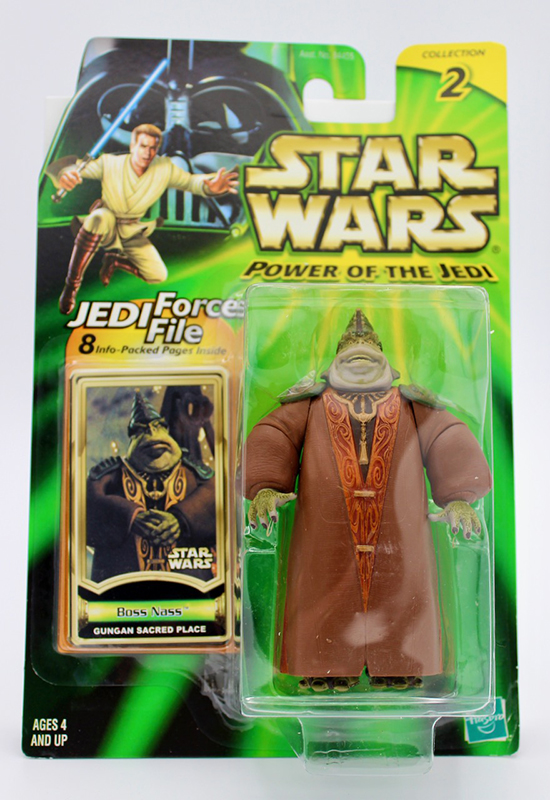 COLLECTION
2
STAR
WARS®
POWER OF THE JEDI
JEDI Force
File
8 Info-Packed Pages Inside
STAR
WARS
Boss Nass™
GUNGAN SACRED PLACE
AGES 4
AND UP
Hasbro